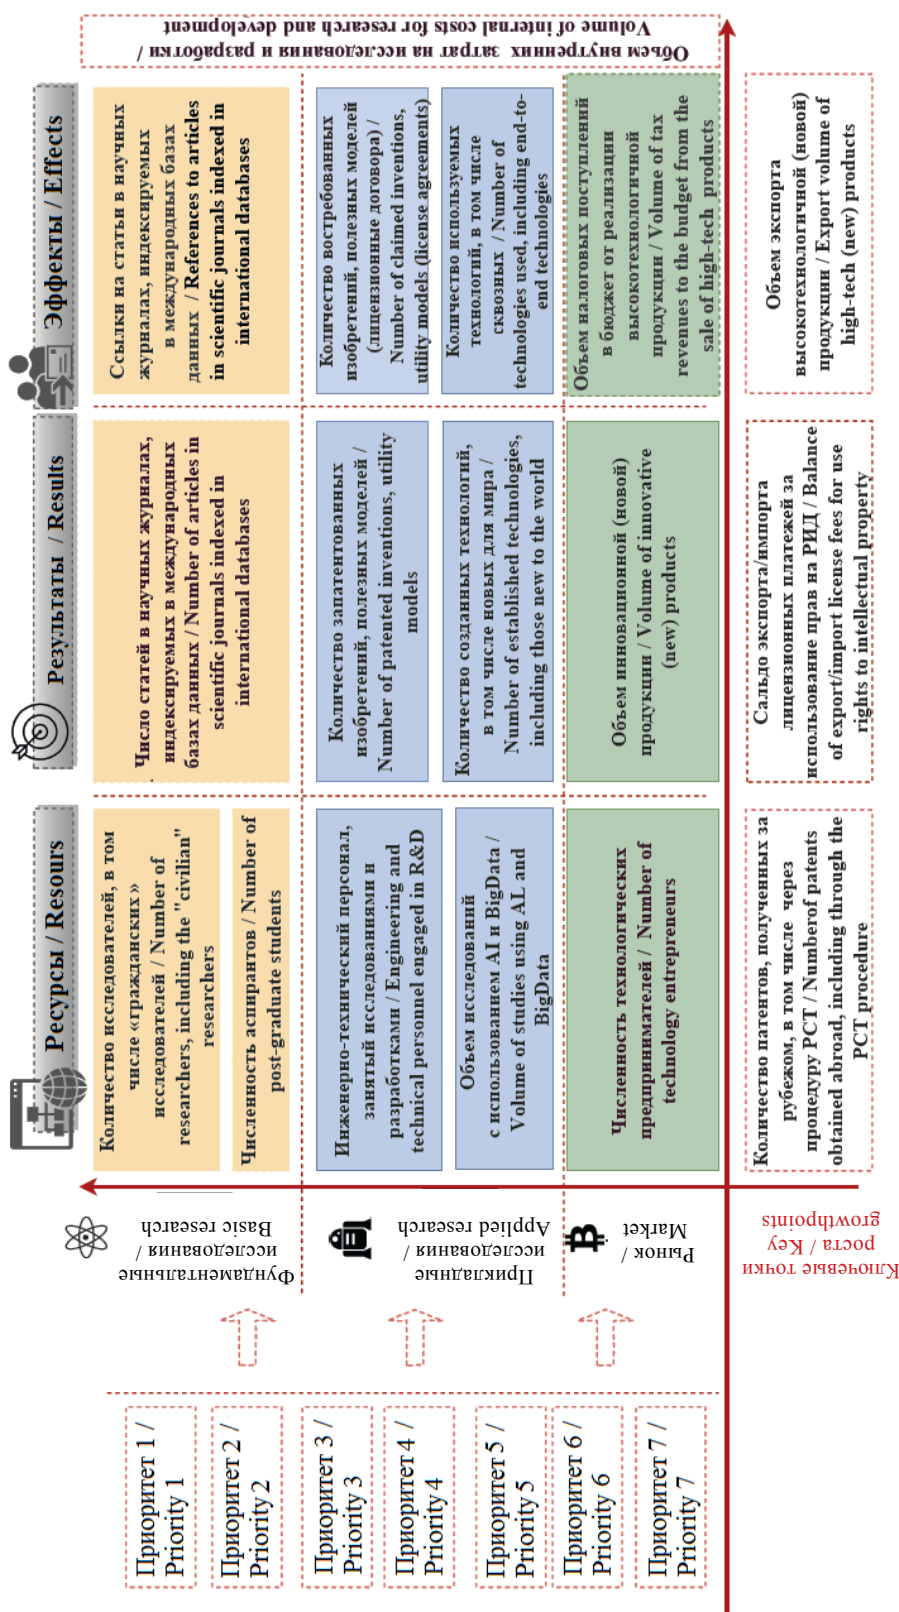 Ресурсы / Resours
Результаты / Results
Эффекты / Effects
Приоритет 1 /
Priority 1
Приоритет 2 /
Priority 2
Приоритет 3 /
Priority 3
Приоритет 4 /
Priority 4
Приоритет 5 /
Priority 5
Приоритет 6 /
Priority 6
Приоритет 7 /
Priority 7
Фундаментальные
исследования /
Basic research
Количество исследователей, в том
числе «гражданских»
исследователей / Number of
researchers, including the "civilian"
researchers
Численность аспирантов / Number of
post-graduate students
Число статей в научных журналах,
индексируемых в международных
базах данных / Number of articles in
scientific journals indexed in
international databases
Ссылки на статьи в научных
журналах, индексируемых
в международных базах
данных / References to articles
in scientific journals indexed in
international databases
Прикладные
исследования /
Applied research
Инженерно-технический персонал,
занятый исследованиями и
разработками / Engineering and
technical personnel engaged in R&D
Объем исследований
с использованием AI и BigData /
Volume of studies using AL and
BigData
Количество запатентованных
изобретений, полезных моделей /
Number of patented inventions, utility
models
Количество созданных технологий,
в том числе новых для мира /
Number of established technologies,
including those new to the world
Количество востребованных
изобретений, полезных моделей
(лицензионные договора) /
Number of claimed inventions,
utility models (license agreements)
Количество используемых
технологий, в том числе
сквозных / Number of
technologies used, including end-to-
end technologies
Рынок /
Market
Численность технологических
предпринимателей / Number of
technology entrepreneurs
Объем инновационной (новой)
продукции / Volume of innovative
(new) products
Объем налоговых поступлений
в бюджет от реализации
высокотехнологичной
продукции / Volume of tax
revenues to the budget from the
sale of high-tech products
Объем внутренних затрат на исследования и разработки /
Volume of internal costs for research and development
Ключевые точки
роста / Key
growthpoints
Количество патентов, полученных за
рубежом, в том числе через
процедуру PCT / Numberof patents
obtained abroad, including through the
PCT procedure
Сальдо экспорта/импорта
лицензионных платежей за
использование прав на РИД / Balance
of export/import license fees for use
rights to intellectual property
Объем экспорта
высокотехнологичной (новой)
продукции / Export volume of
high-tech (new) products